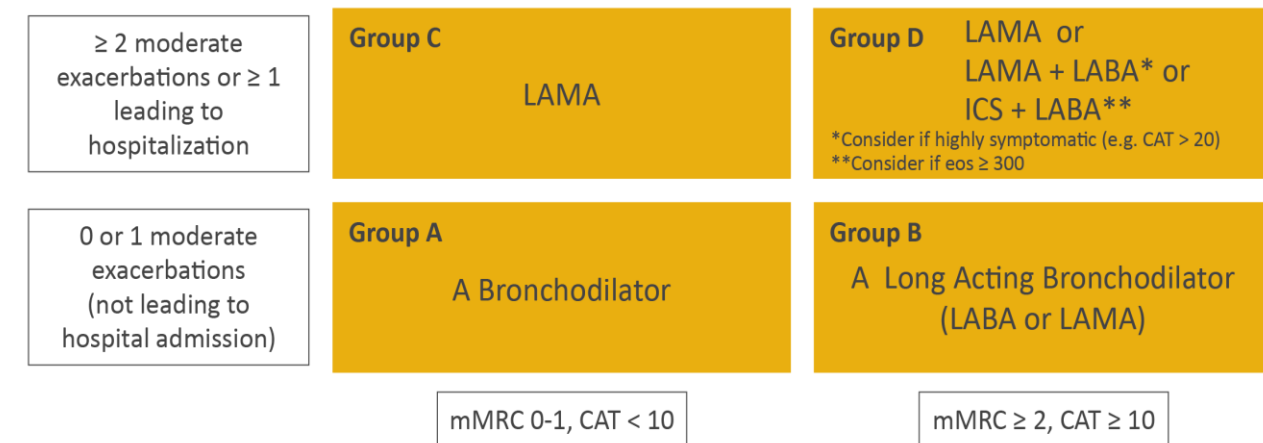 ≥ 2 moderate
exacerbations or ≥ 1
leading to
hospitalization
Group C
LAMA
Group D
LAMA or
LAMA + LABA* or
ICS + LABA**
*Consider if highly symptomatic (e.g. CAT > 20)
**Consider if eos ≥ 300
0 or 1 moderate
exacerbations
(not leading to
hospital admission)
Group A
A Bronchodilator
Group B
A Long Acting Bronchodilator
(LABA or LAMA)
mMRC 0-1, CAT < 10
mMRC ≥ 2, CAT ≥ 10